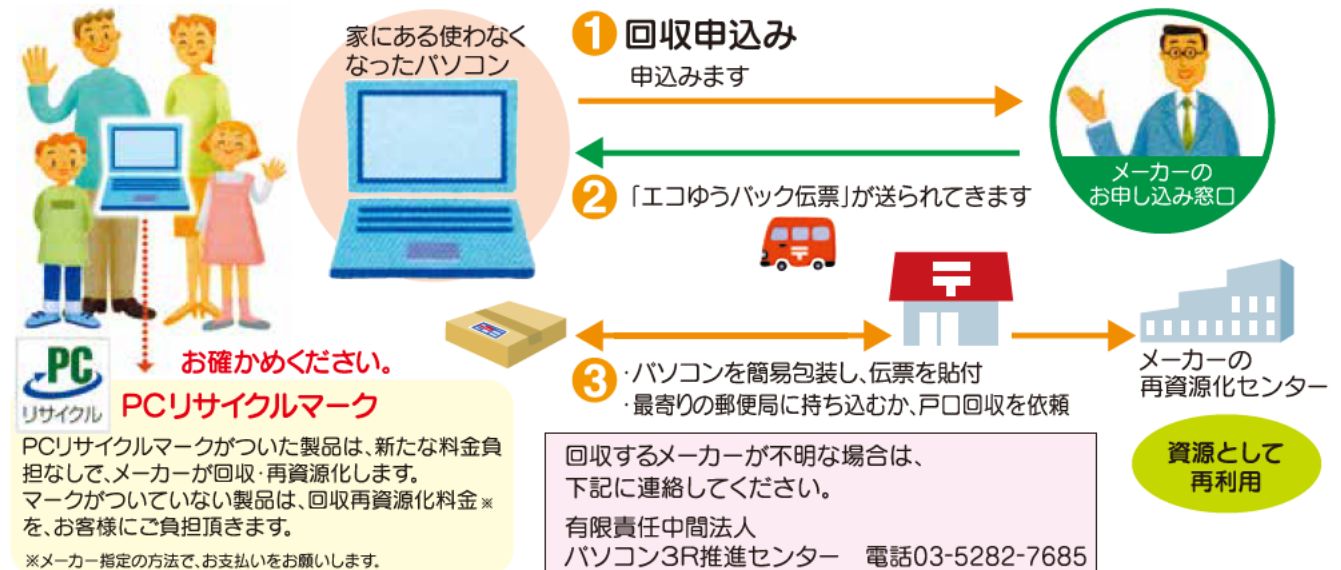 家にある使わなく
なったパソコン
1 回収申込み
申込みます
メーカーの
お申し込み窓口
2 「エコゆうパック伝票」が送られてきます
〒
3 ・パソコンを簡易包装し、伝票を貼付
・最寄りの郵便局に持ち込むか、戸口回収を依頼
メーカーの
再資源化センター
資源として
再利用
お確かめください。
PC
リサイクル
PCリサイクルマーク
PCリサイクルマークがついた製品は、新たな料金負
担なしで、メーカーが回収・再資源化します。
マークがついていない製品は、回収再資源化料金※
を、お客様にご負担頂きます。
※メーカー指定の方法で、お支払いをお願いします。
回収するメーカーが不明な場合は、
下記に連絡してください。
有限責任中間法人
パソコン3R推進センター 電話03-5282-7685